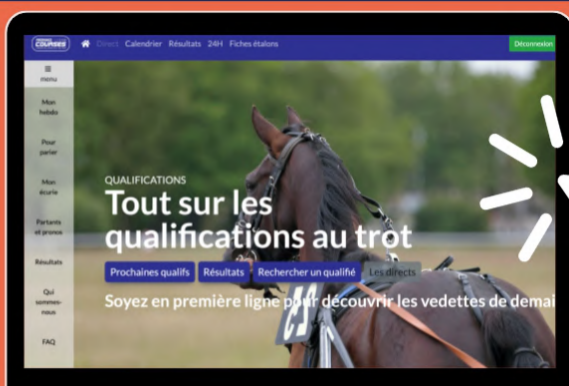 COURSES
Direct Calendrier Résultats 24H Fiches étalons
Déconnexion
menu
Mon
hebdo
Pour
parier
Mon
écurie
Partants
et pronos
Résultats
Qui
sommes-
nous
FAQ
QUALIFICATIONS
Tout sur les
qualifications au trot
Prochaines qualifs Résultats Rechercher un qualifié Les directs
Soyez en première ligne pour découvrir les vedettes de demai